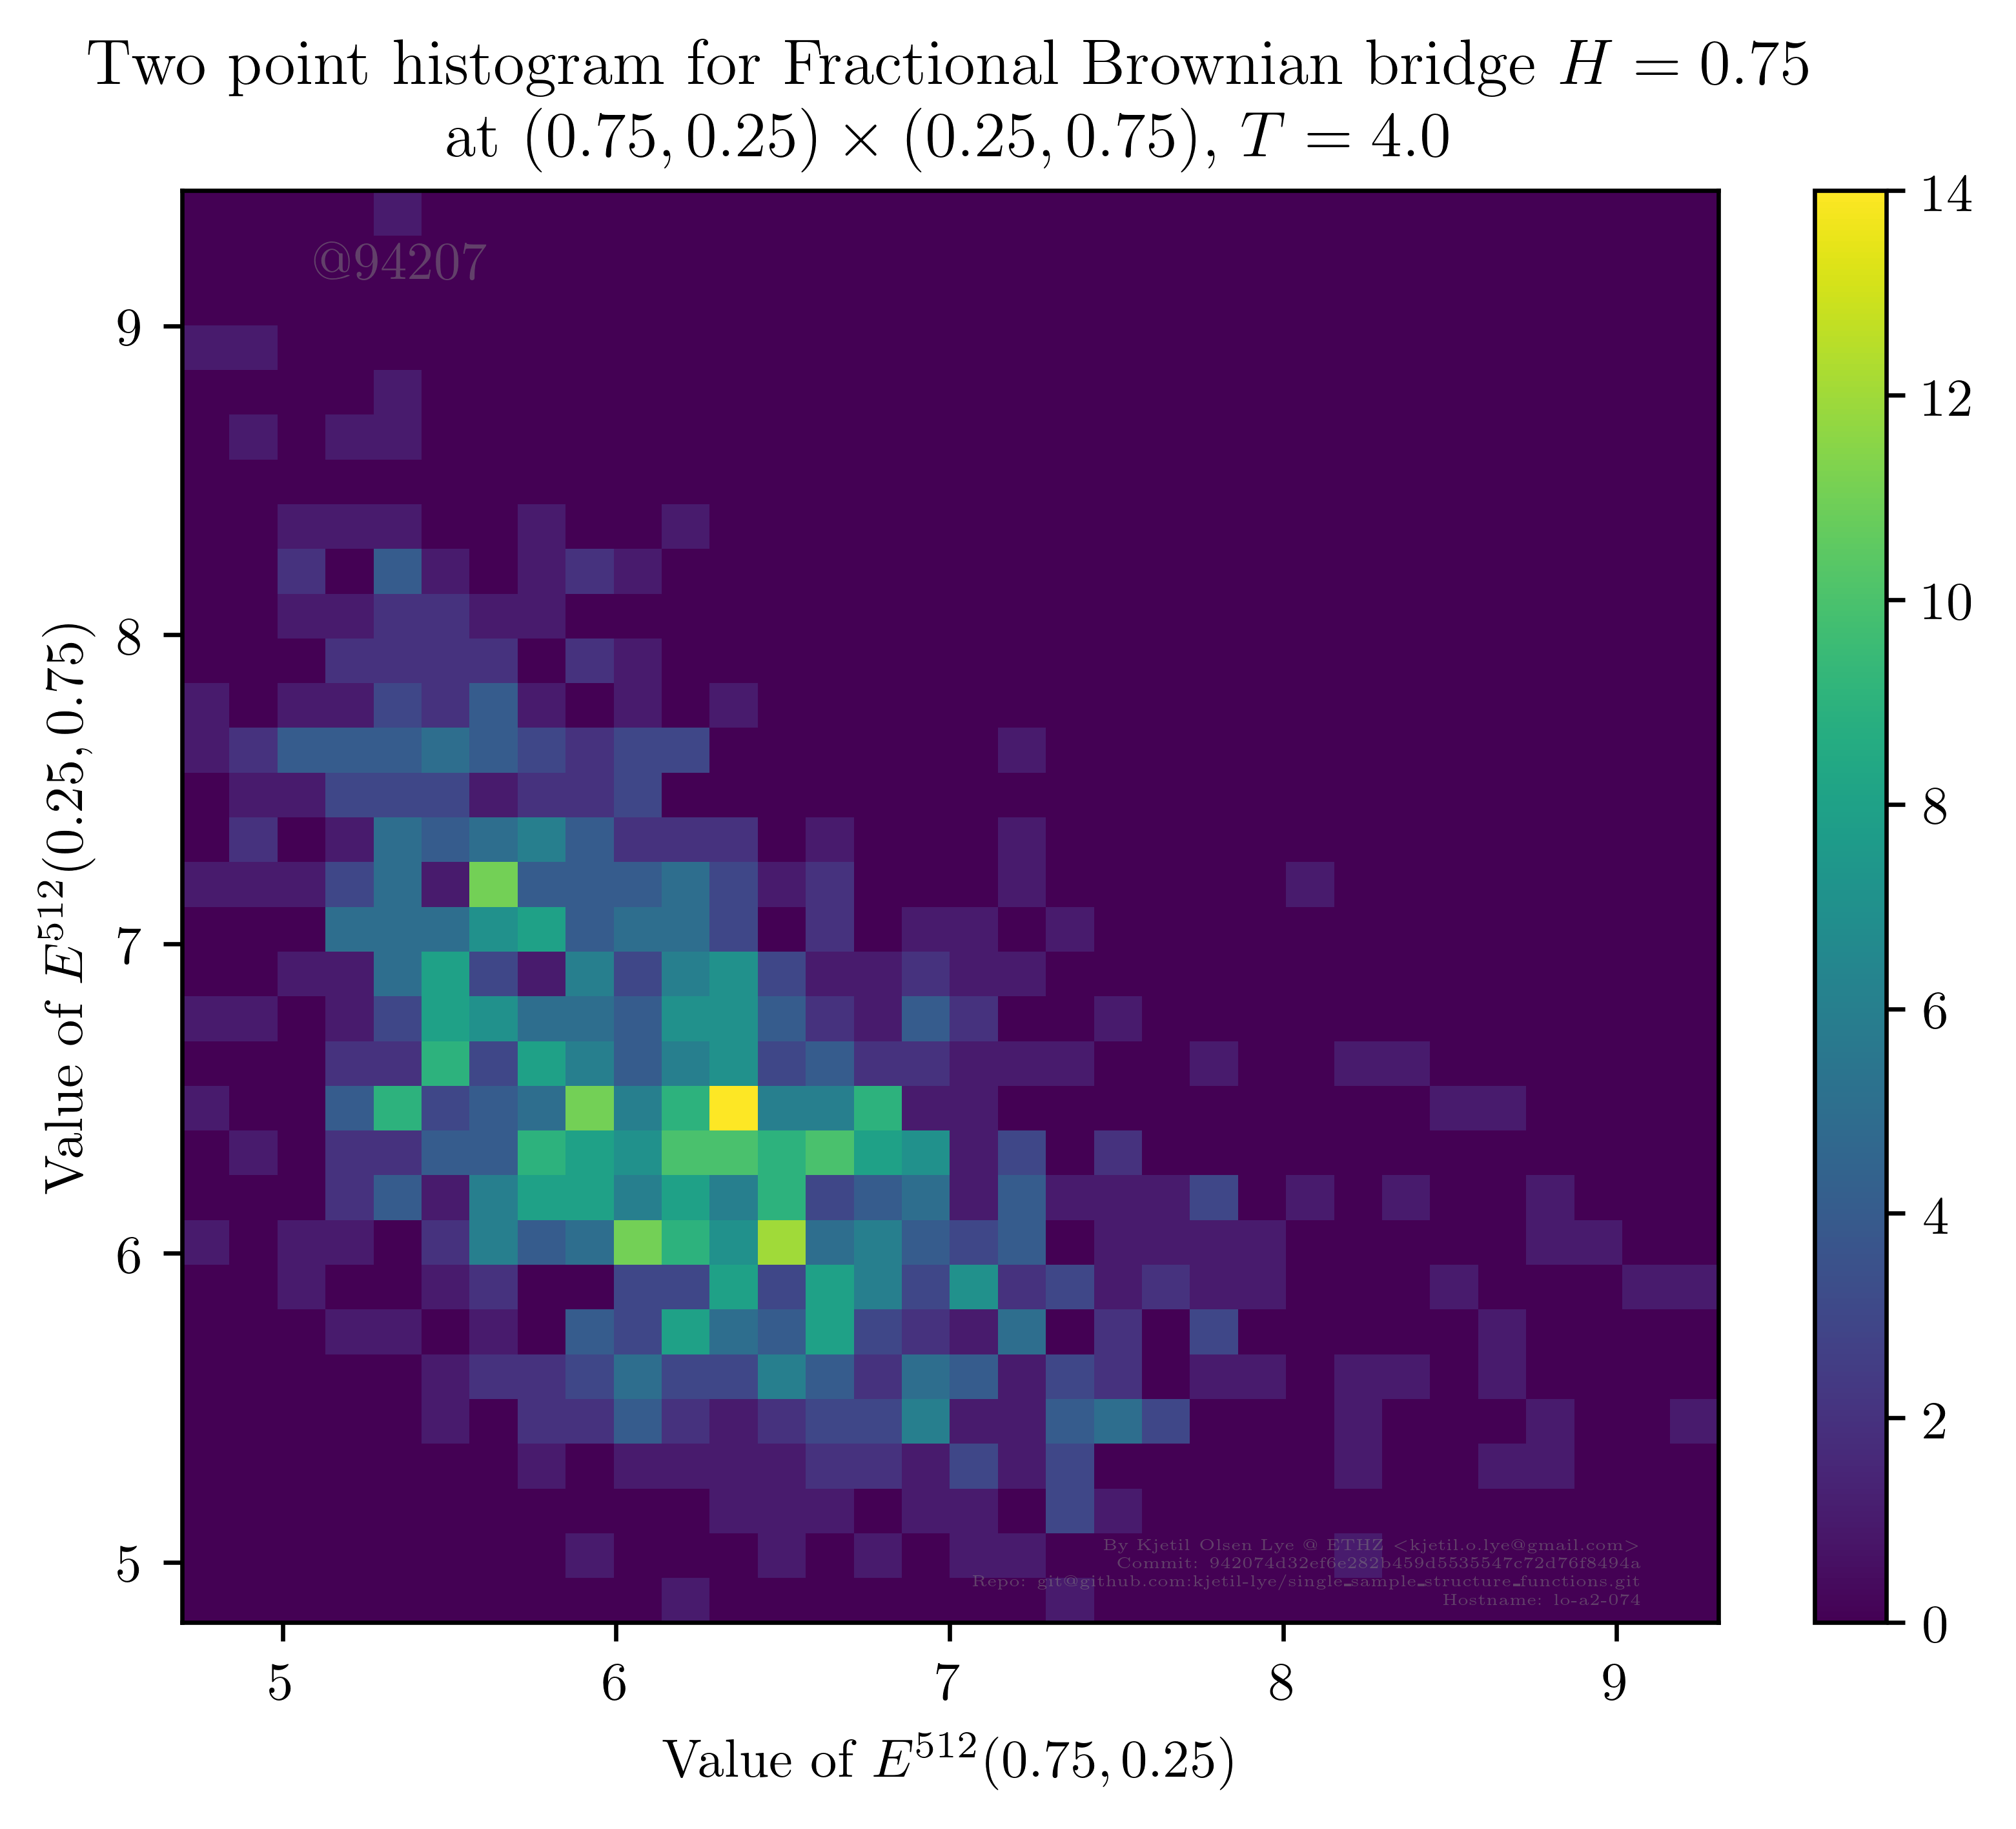 Two point histogram for Fractional Brownian bridge H = 0.75
at (0.75, 0.25) × (0.25, 0.75), T = 4.0
@94207
9
8
7
6
5
Value of E^512(0.25, 0.75)
5 6 7 8 9
Value of E^512(0.75, 0.25)
14
12
10
8
6
4
2
0
By Kjetil Olsen Lye @ ETHZ <kjetil.o.lye@gmail.com>
Commit: 942074d32ef6e282b459d5535547c72d76f8494a
Repo: git@github.com:kjetil-lye/single_sample_structure_functions.git
Hostname: lo-a2-074